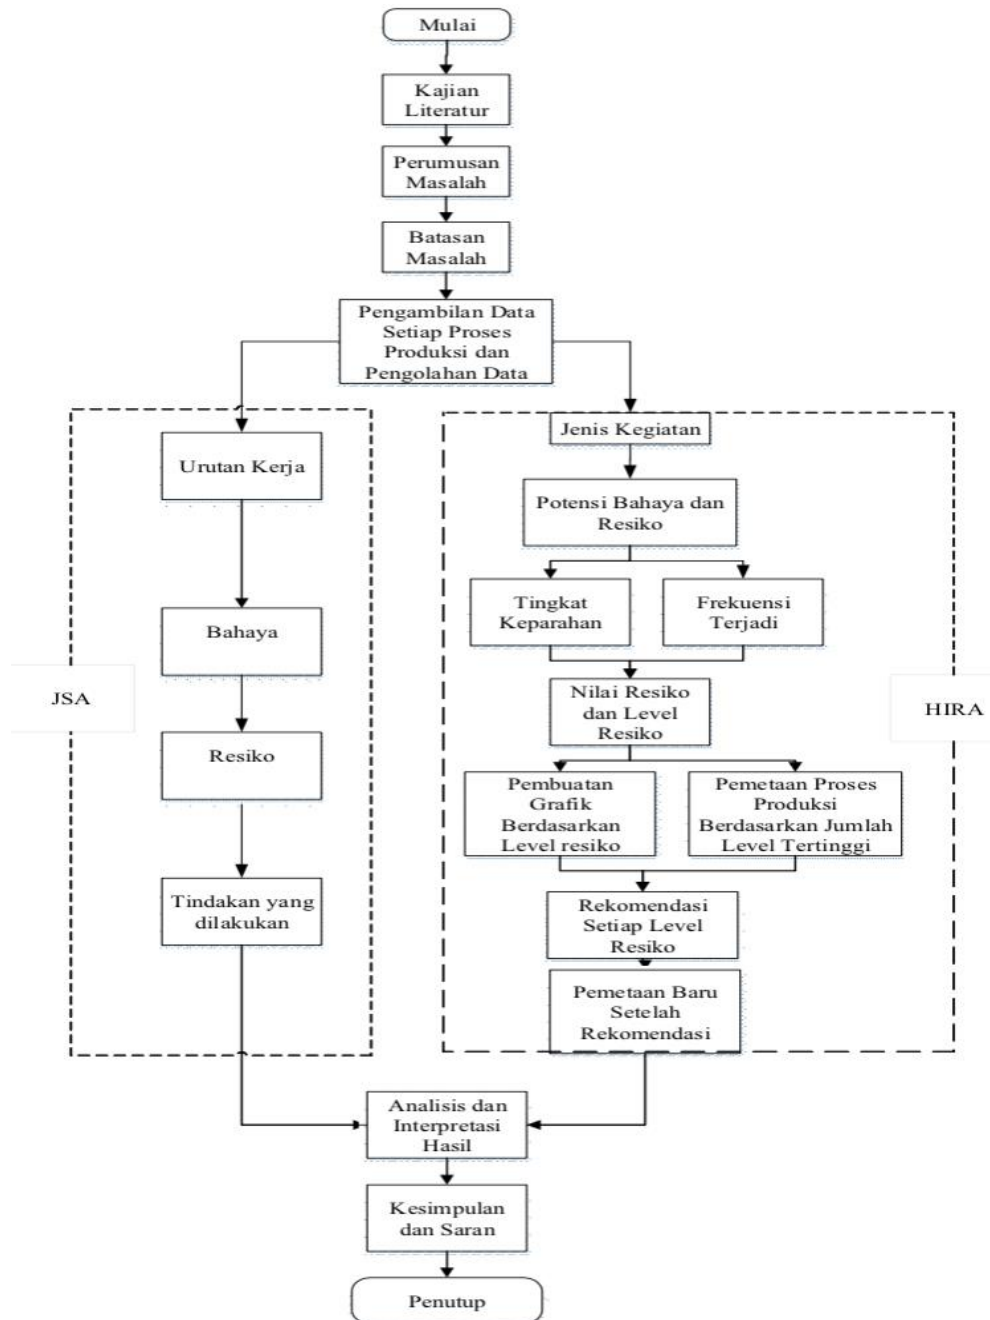 Mulai
Kajian
Literatur
Perumusan
Masalah
Batasan
Masalah
Pengambilan Data
Setiap Proses
Produksi dan
Pengolahan Data
JSA
Urutan Kerja
Bahaya
Resiko
Tindakan yang
dilakukan
HIRA
Jenis Kegiatan
Potensi Bahaya dan
Resiko
Tingkat
Keparahan
Frekuensi
Terjadi
Nilai Resiko
dan Level
Resiko
Pembuatan
Grafik
Berdasarkan
Level resiko
Pemetaan Proses
Produksi
Berdasarkan Jumlah
Level Tertinggi
Rekomendasi
Setiap Level
Resiko
Pemetaan Baru
Setelah
Rekomendasi
Analisis dan
Interpretasi
Hasil
Kesimpulan
dan Saran
Penutup